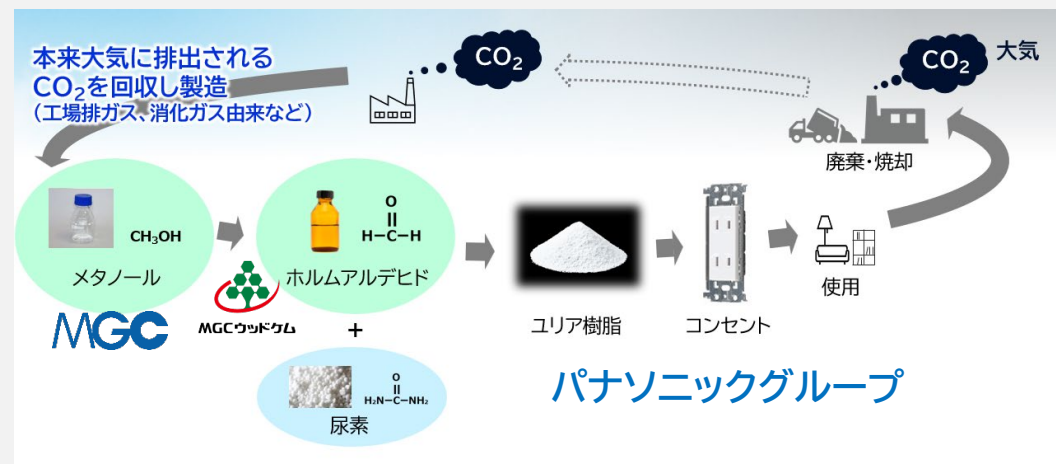 本来大気に排出される
CO₂を回収し製造
(工場排ガス、消化ガス由来など)
CO₂
CO₂
大気
廃棄・焼却
CH₃OH
メタノール
MGC
MGCウッドケム
O
H-C-H
ホルムアルデヒド
+
O
H₂N-C-NH₂
尿素
ユリア樹脂
コンセント
使用
パナソニックグループ